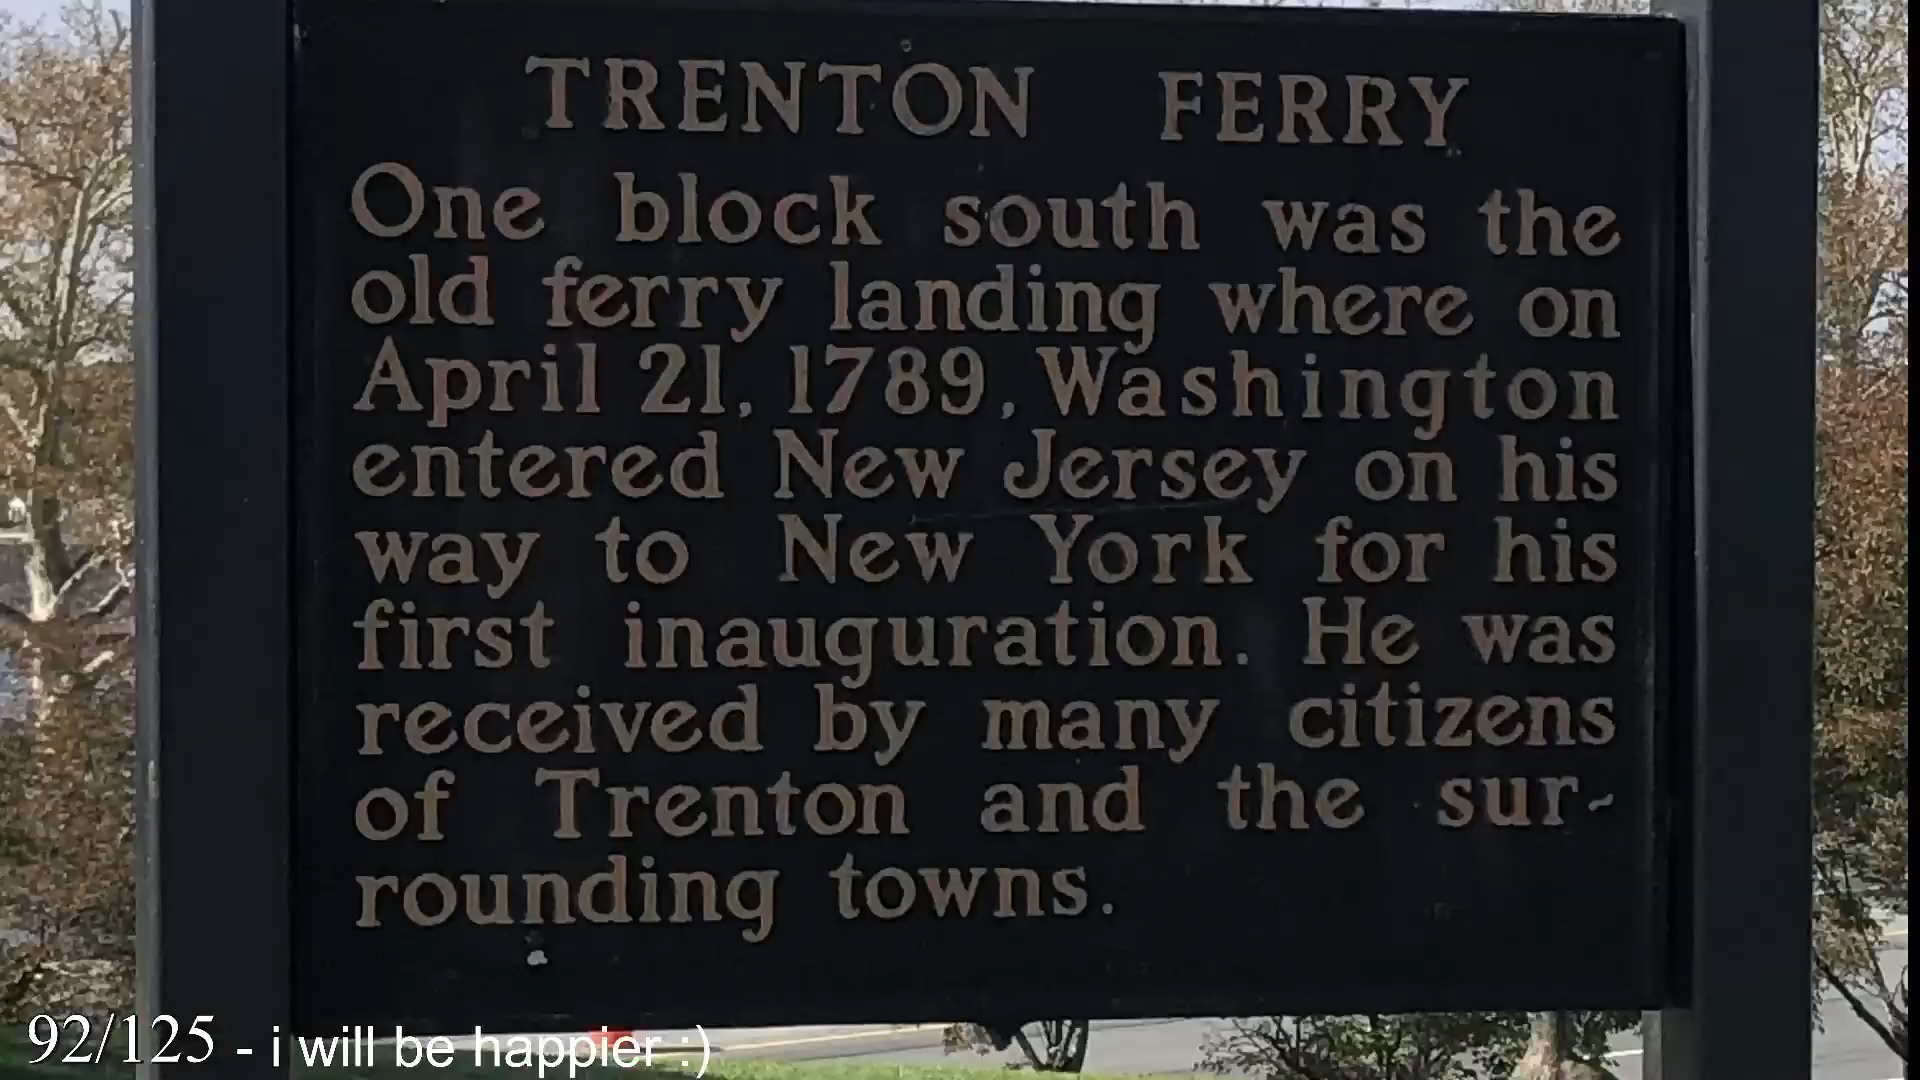 TRENTON FERRY
One block south was the
old ferry landing where on
April 21, 1789, Washington
entered New Jersey on his
way to New York for his
first inauguration. He was
received by many citizens
of Trenton and the sur-
rounding towns.
92/125 - i will be happier :)